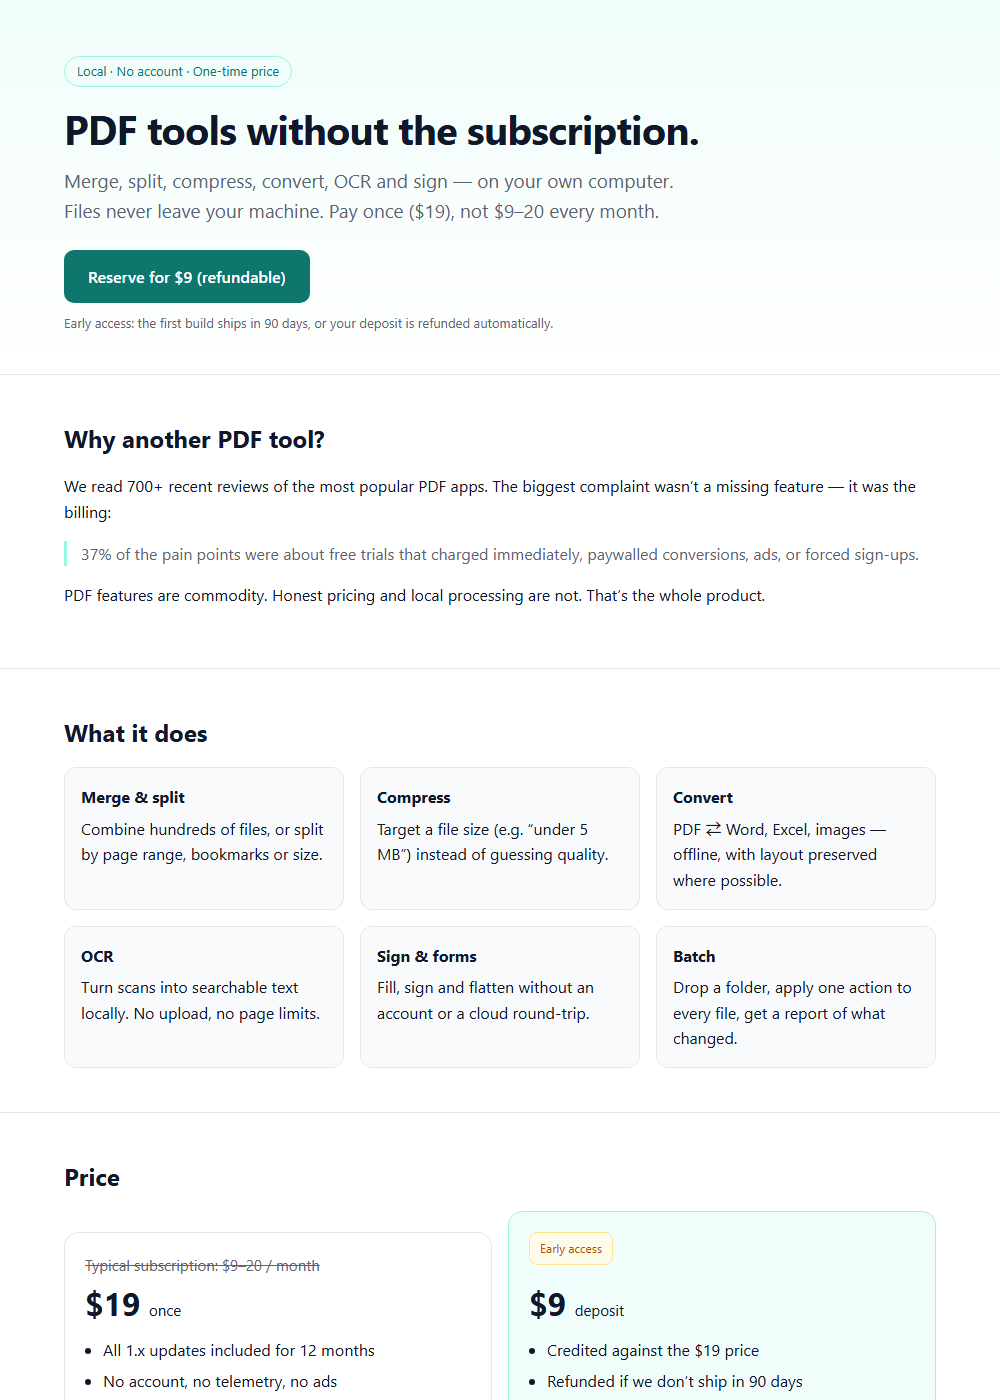 Local · No account · One-time price
PDF tools without the subscription.
Merge, split, compress, convert, OCR and sign — on your own computer.
Files never leave your machine. Pay once ($19), not $9–20 every month.
Reserve for $9 (refundable)
Early access: the first build ships in 90 days, or your deposit is refunded automatically.
Why another PDF tool?
We read 700+ recent reviews of the most popular PDF apps. The biggest complaint wasn’t a missing feature — it was the
billing:
37% of the pain points were about free trials that charged immediately, paywalled conversions, ads, or forced sign-ups.
PDF features are commodity. Honest pricing and local processing are not. That’s the whole product.
What it does
Merge & split
Combine hundreds of files, or split
by page range, bookmarks or size.
Compress
Target a file size (e.g. “under 5
MB”) instead of guessing quality.
Convert
PDF ⇄ Word, Excel, images —
offline, with layout preserved
where possible.
OCR
Turn scans into searchable text
locally. No upload, no page limits.
Sign & forms
Fill, sign and flatten without an
account or a cloud round-trip.
Batch
Drop a folder, apply one action to
every file, get a report of what
changed.
Price
Typical subscription: $9–20 / month
$19 once
• All 1.x updates included for 12 months
• No account, no telemetry, no ads
Early access
$9 deposit
• Credited against the $19 price
• Refunded if we don’t ship in 90 days